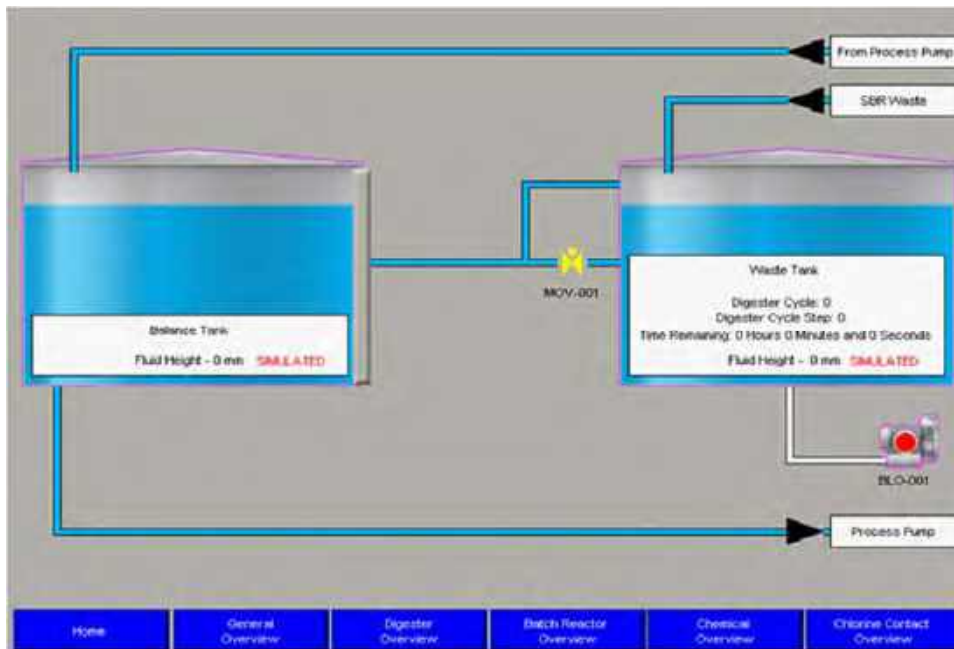 From Process Pump
SBR Waste
MOV-001
Balance Tank
Fluid Height - 0 mm SIMULATED
Waste Tank
Digester Cycle: 0
Digester Cycle Step: 0
Time Remaining: 0 Hours 0 Minutes and 0 Seconds
Fluid Height - 0 mm SIMULATED
BLO-001
Process Pump
Home
General
Overview
Digester
Overview
Batch Reactor
Overview
Chemical
Overview
Chlorine Contact
Overview